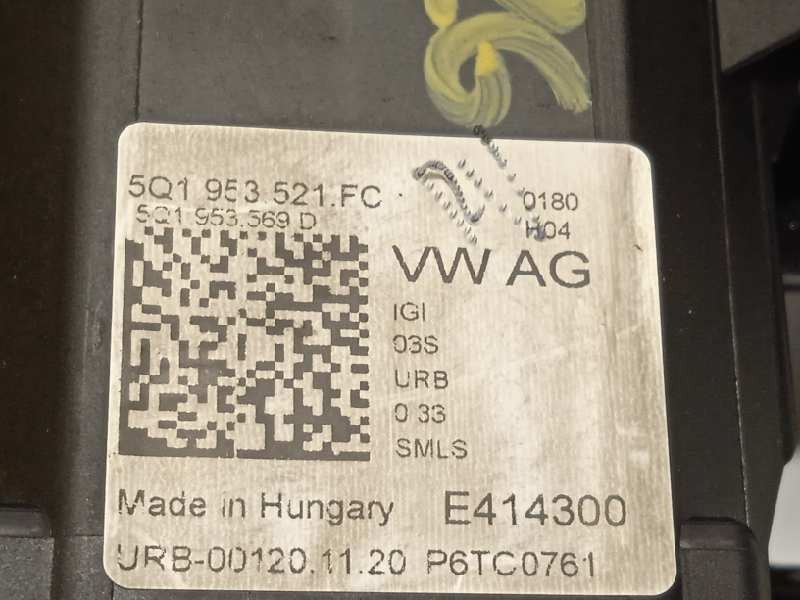 5Q1 953 521.FC
5Q1 953 569 D
0180
H04
VW AG
IGI
03S
URB
0 33
SMLS
Made in Hungary E414300
URB-00120.11.20 P6TC0761